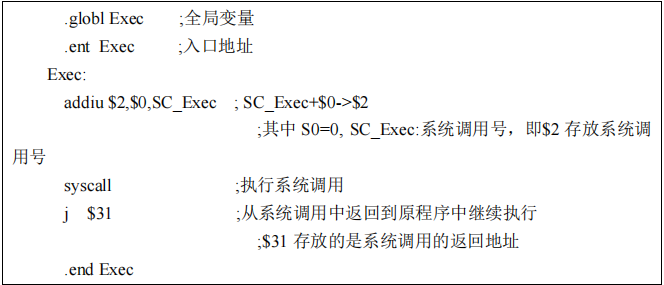 .globl Exec ;全局变量
.ent Exec ;入口地址
Exec:
addiu $2,$0,SC_Exec ; SC_Exec+$0->$2
;其中 S0=0, SC_Exec:系统调用号，即$2 存放系统调
用号
syscall ;执行系统调用
j $31 ;从系统调用中返回到原程序中继续执行
;$31 存放的是系统调用的返回地址
.end Exec